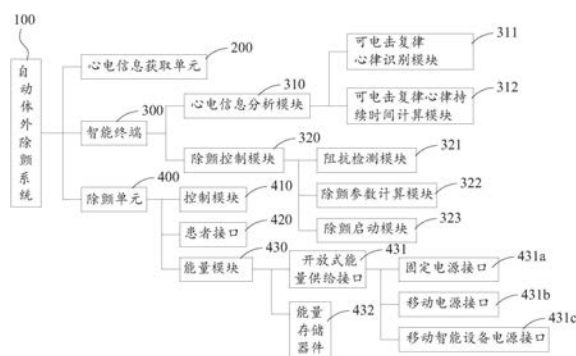 100
自动体外除颤系统
心电信息获取单元
200
智能终端
300
心电信息分析模块
310
可电击复律
心律识别模块
311
可电击复律心律持
续时间计算模块
312
除颤控制模块
320
阻抗检测模块
321
除颤参数计算模块
322
除颤启动模块
323
除颤单元
400
控制模块
410
患者接口
420
能量模块
430
开放式能
量供给接口
431
固定电源接口
431a
移动电源接口
431b
移动智能设备电源接口
431c
能量
存储
器件
432